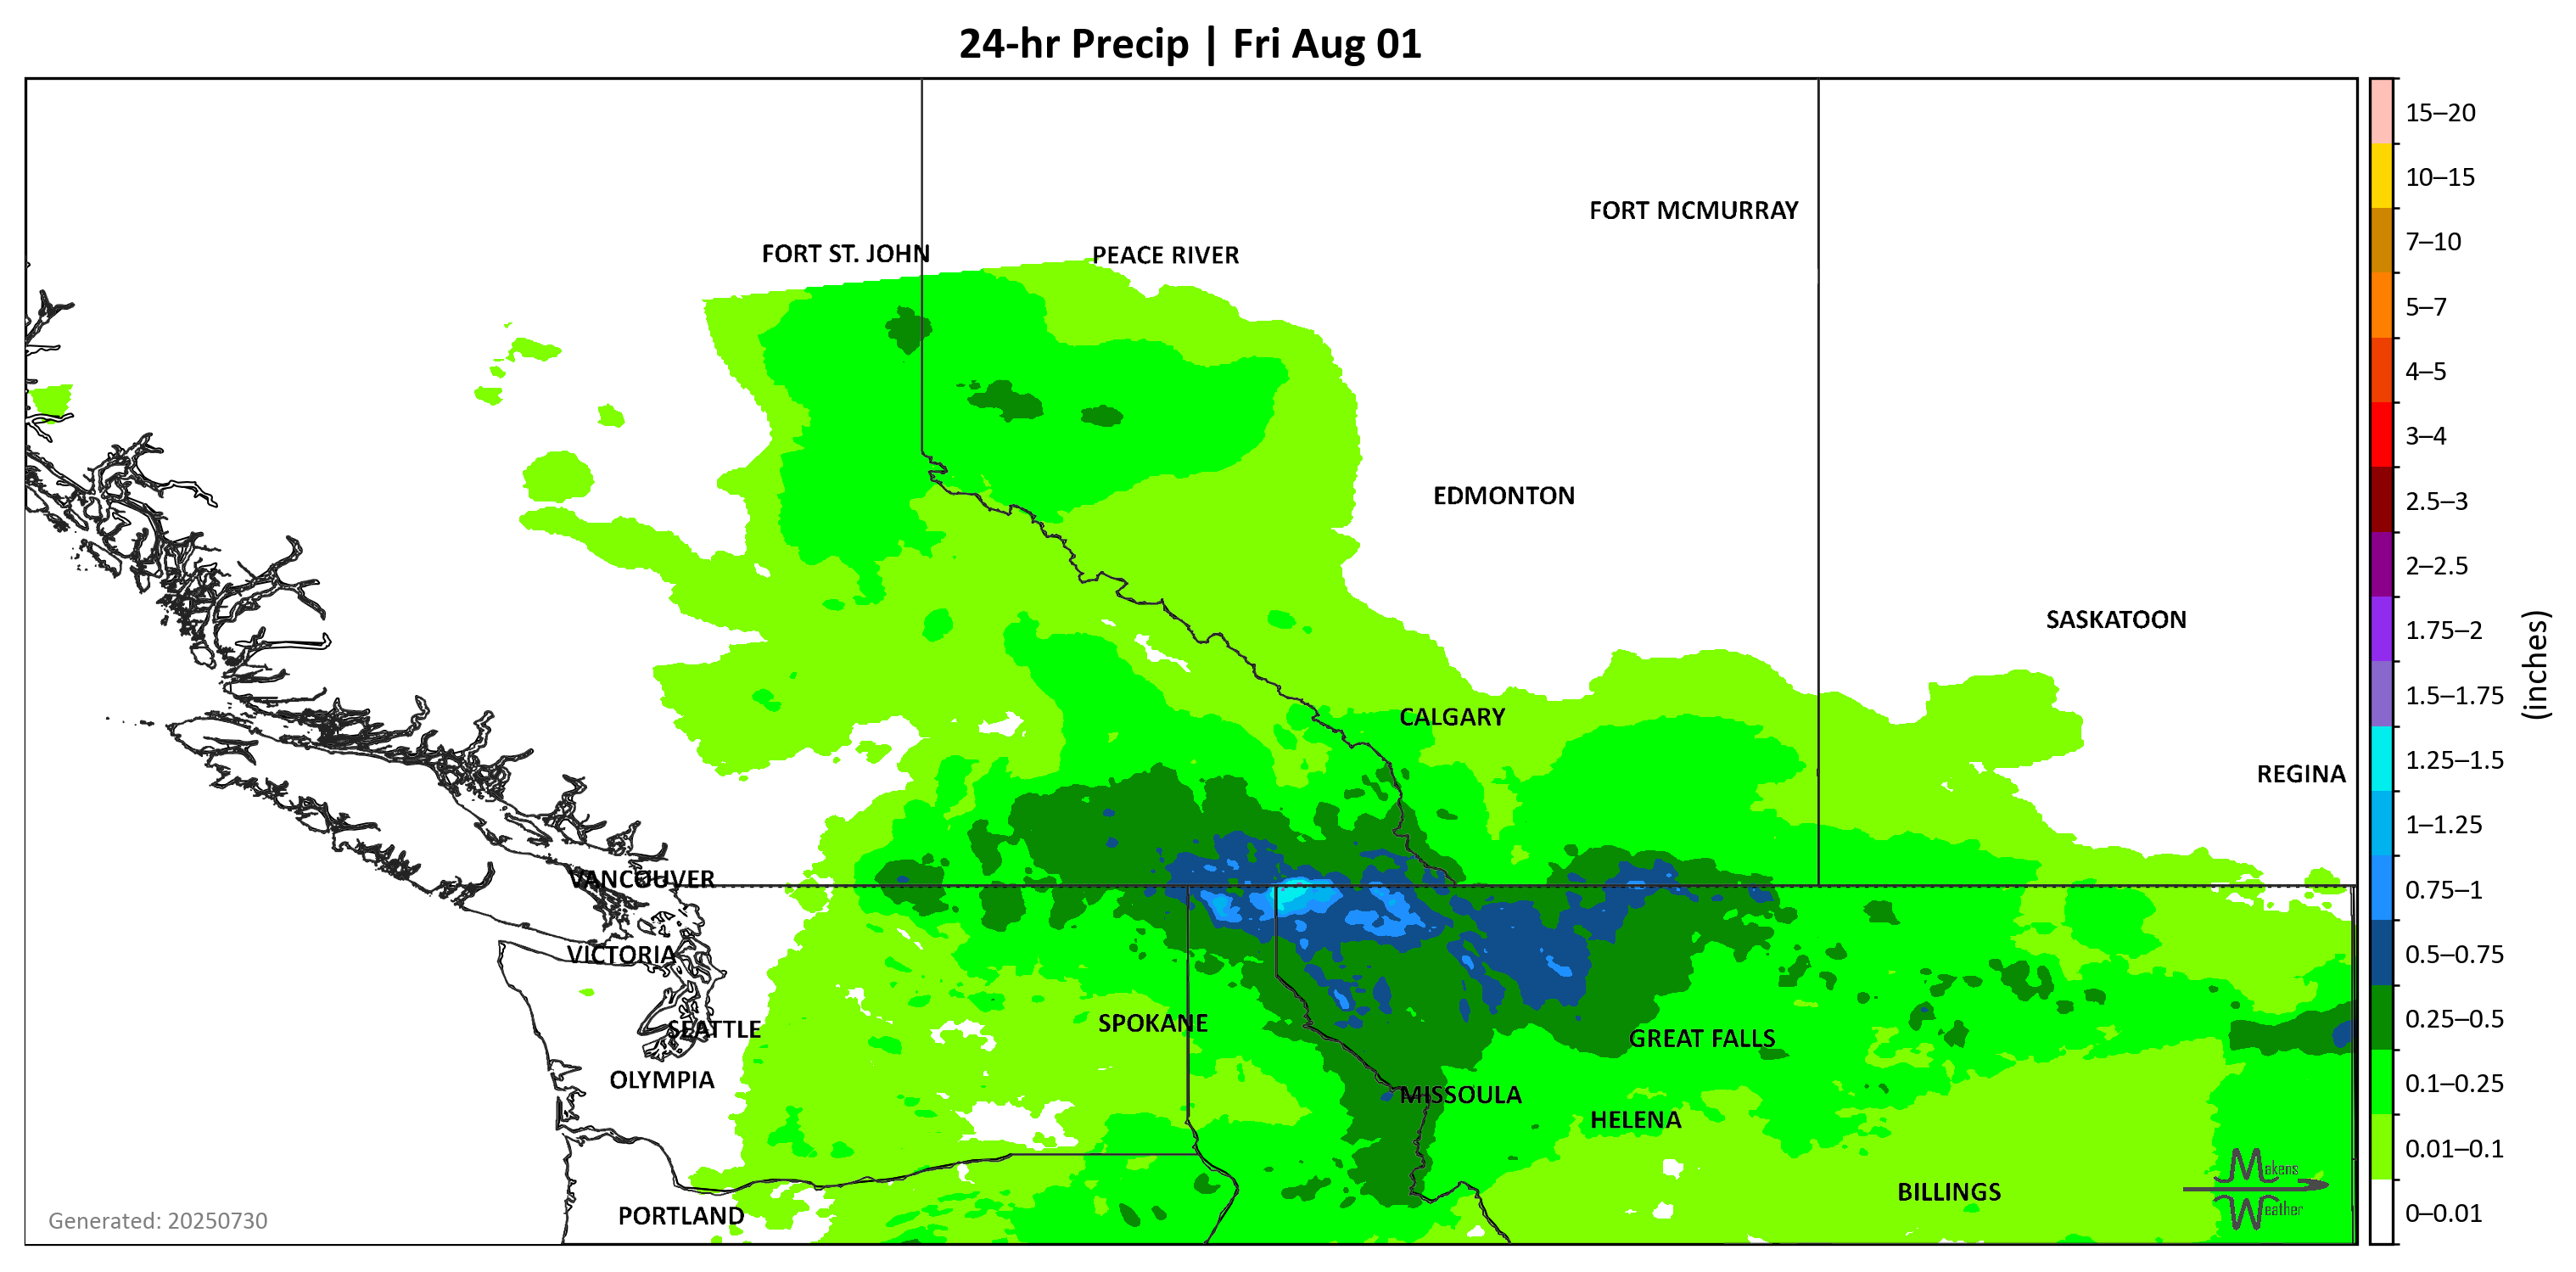 24-hr Precip | Fri Aug 01
15–20
10–15
FORT MCMURRAY
7–10
FORT ST. JOHN
PEACE RIVER
5–7
4–5
3–4
EDMONTON
2.5–3
2–2.5
SASKATOON
1.75–2
(inches)
1.5–1.75
CALGARY
1.25–1.5
REGINA
1–1.25
VANCOUVER
0.75–1
VICTORIA
0.5–0.75
SPOKANE
SEATTLE
GREAT FALLS
0.25–0.5
OLYMPIA
MISSOULA
0.1–0.25
HELENA
0.01–0.1
Makens
Weather
BILLINGS
PORTLAND
0–0.01
Generated: 20250730